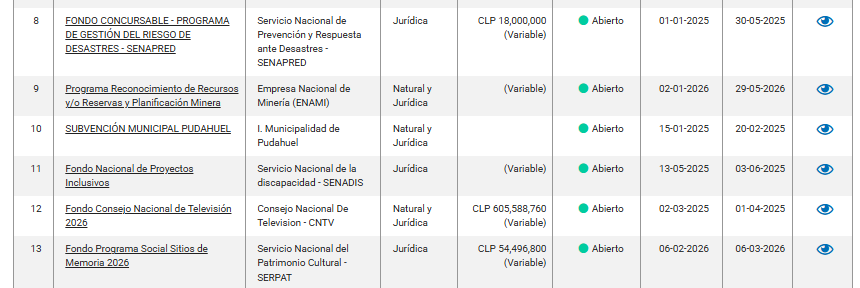 8 FONDO CONCURSABLE - PROGRAMA Servicio Nacional de Jurídica CLP 18,000,000 Abierto 01-01-2025 30-05-2025
DE GESTIÓN DEL RIESGO DE Prevención y Respuesta (Variable)
DESASTRES - SENAPRED ante Desastres -
SENAPRED
9 Programa Reconocimiento de Recursos Empresa Nacional de Natural y (Variable) Abierto 02-01-2026 29-05-2026
y/o Reservas y Planificación Minera Minería (ENAMI) Jurídica
10 SUBVENCIÓN MUNICIPAL PUDAHUEL I. Municipalidad de Natural y Abierto 15-01-2025 20-02-2025
Pudahuel Jurídica
11 Fondo Nacional de Proyectos Servicio Nacional de la Jurídica (Variable) Abierto 13-05-2025 03-06-2025
Inclusivos discapacidad - SENADIS
12 Fondo Consejo Nacional de Televisión Consejo Nacional De Natural y CLP 605,588,760 Abierto 02-03-2025 01-04-2025
2026 Television - CNTV Jurídica (Variable)
13 Fondo Programa Social Sitios de Servicio Nacional del Jurídica CLP 54,496,800 Abierto 06-02-2026 06-03-2026
Memoria 2026 Patrimonio Cultural - (Variable)
SERPAT